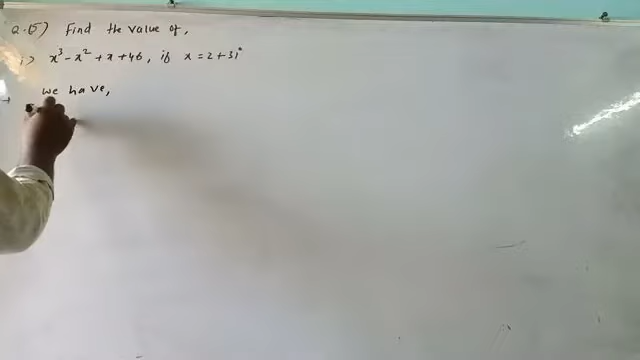 Q.5) Find the value of,
i) x³ - x² + x + 46, if x = 2 + 3i
→ we have,